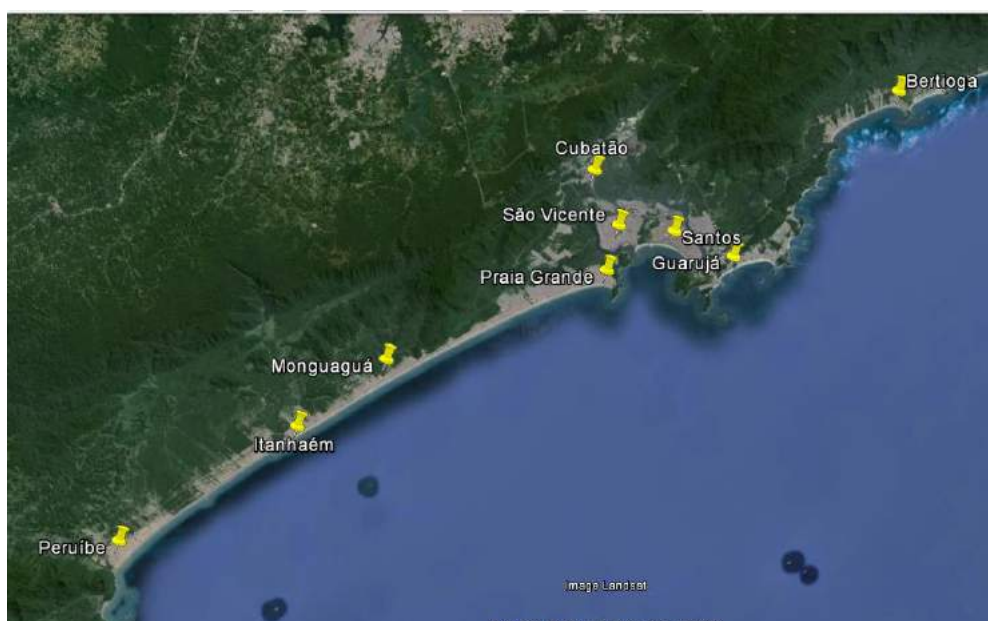 Bertioga
Cubatão
São Vicente
Santos
Guarujá
Praia Grande
Monguaguá
Itanhaém
Peruíbe
Image Landsat